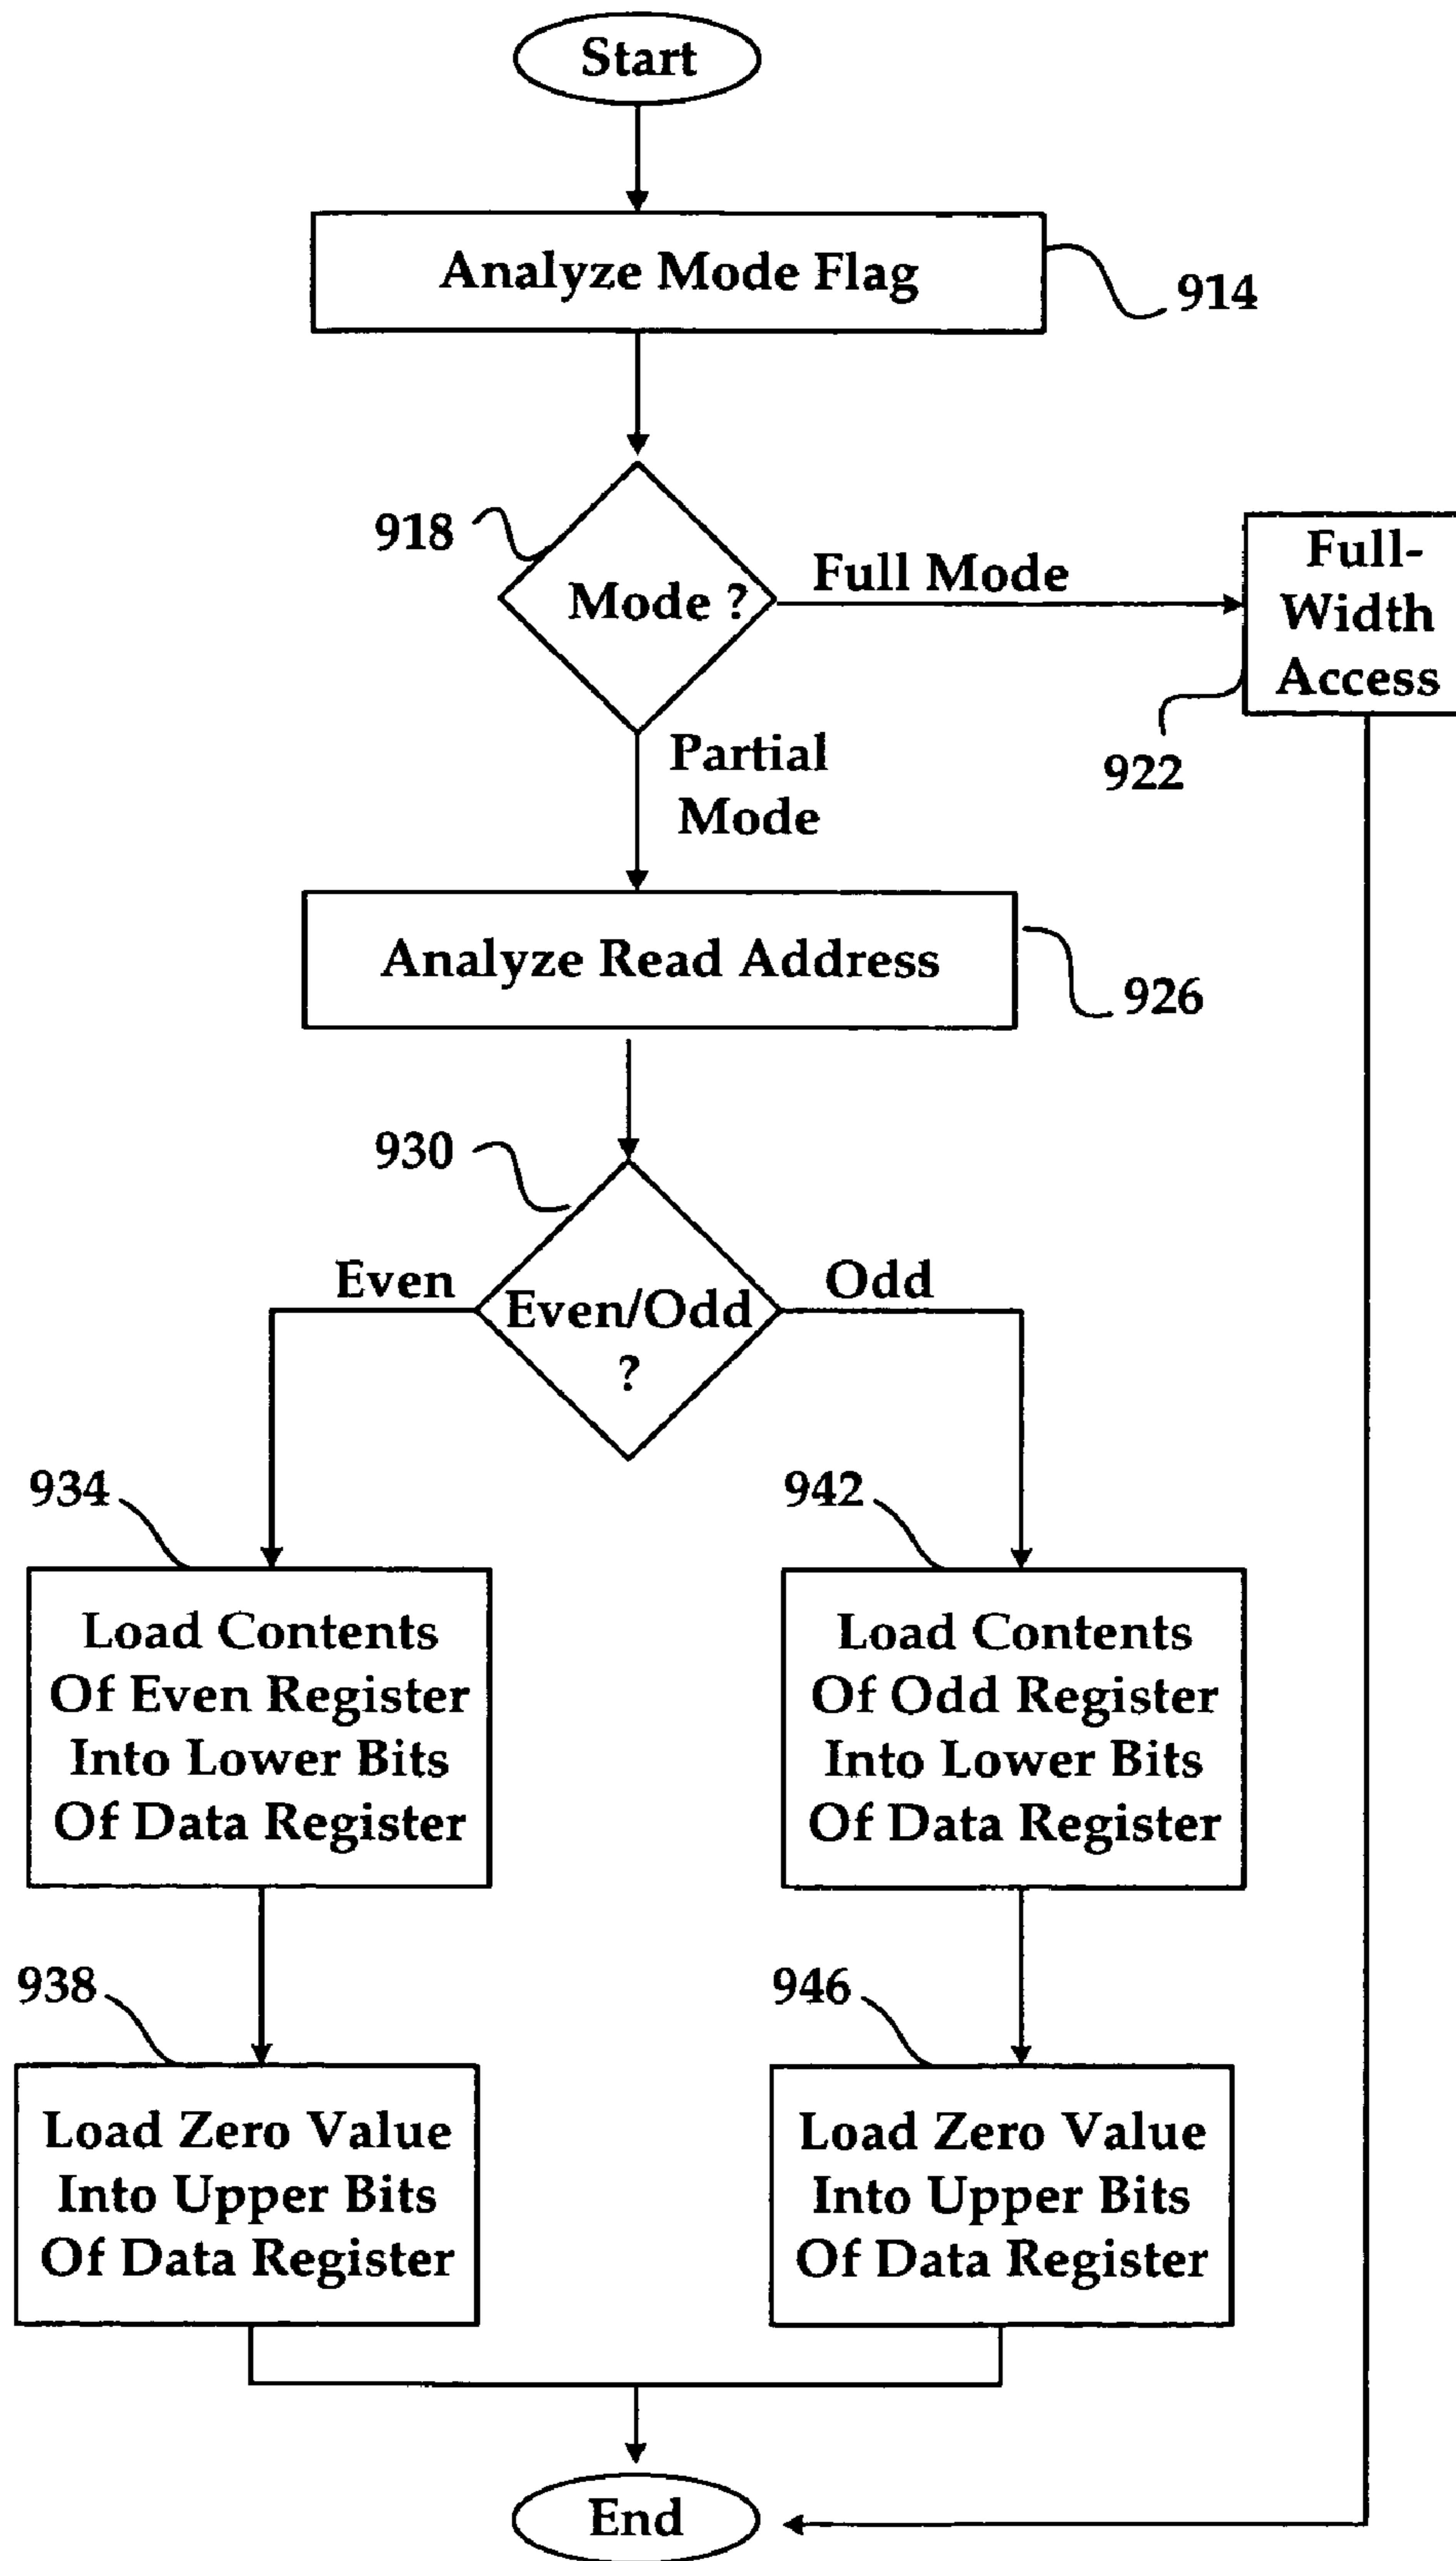 Start
Analyze Mode Flag
914
918
Mode ?
Full Mode
Full-
Width
Access
922
Partial
Mode
Analyze Read Address
926
930
Even
Even/Odd
?
Odd
934
Load Contents
Of Even Register
Into Lower Bits
Of Data Register
942
Load Contents
Of Odd Register
Into Lower Bits
Of Data Register
938
Load Zero Value
Into Upper Bits
Of Data Register
946
Load Zero Value
Into Upper Bits
Of Data Register
End